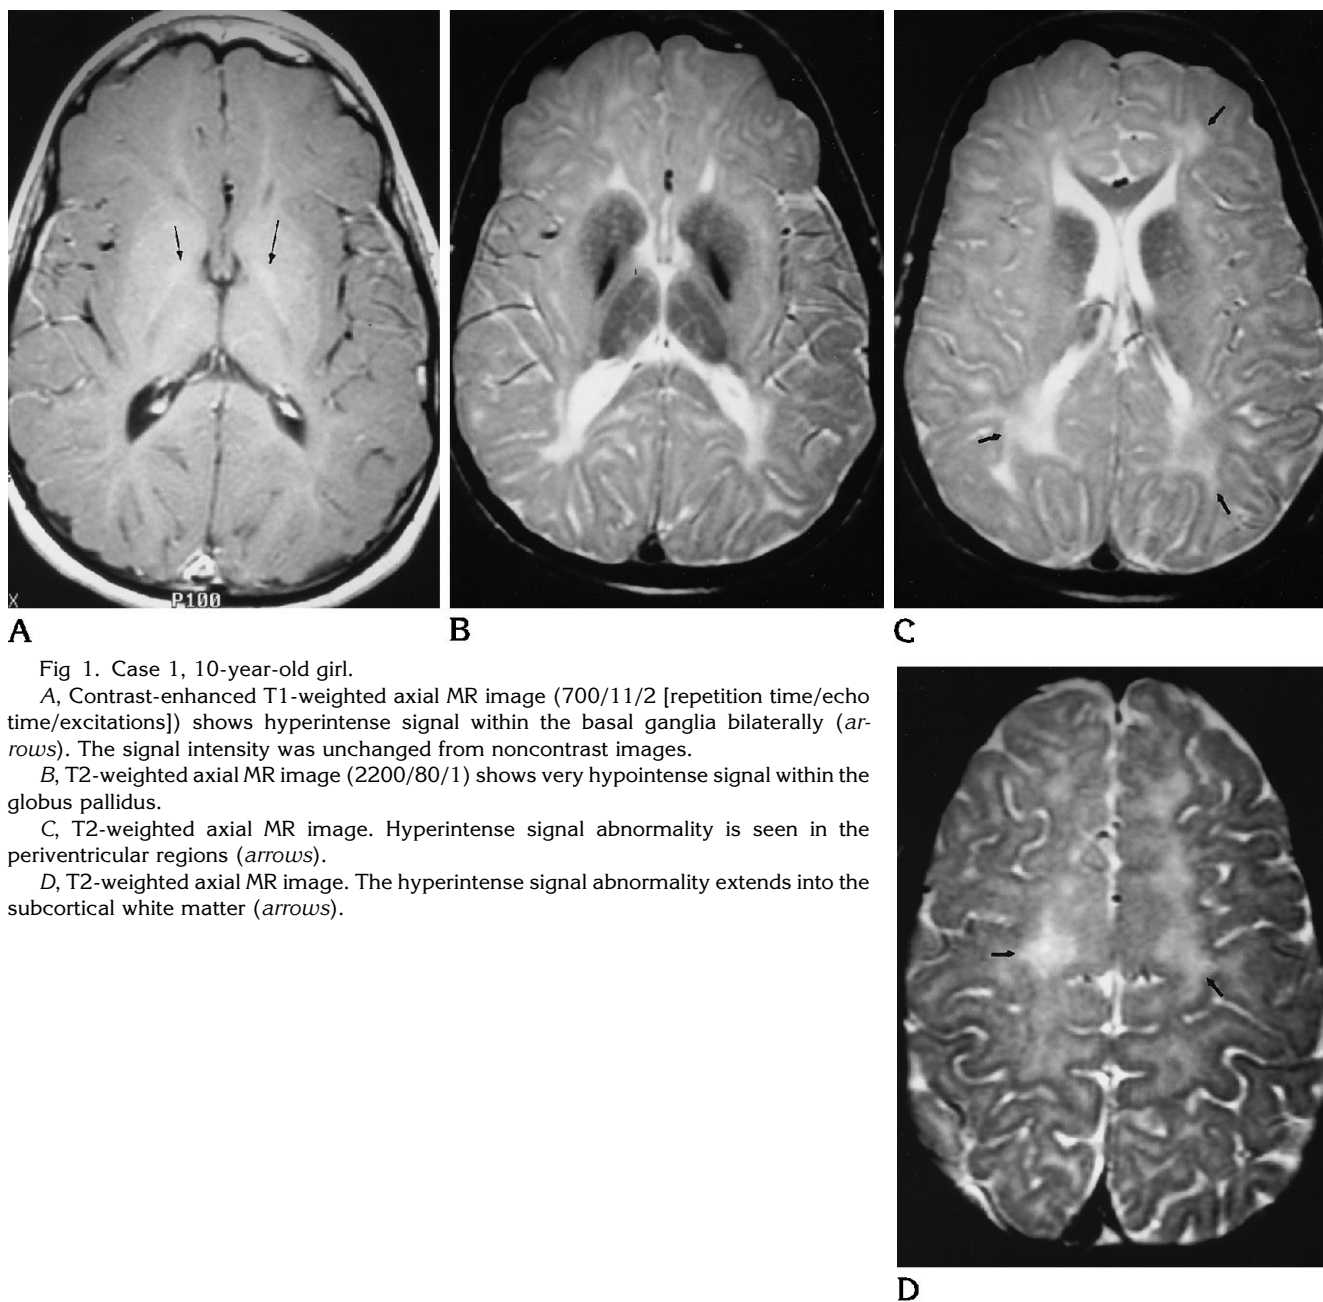 X
P100
A
B
C
Fig 1. Case 1, 10-year-old girl.
A, Contrast-enhanced T1-weighted axial MR image (700/11/2 [repetition time/echo
time/excitations]) shows hyperintense signal within the basal ganglia bilaterally (ar-
rows). The signal intensity was unchanged from noncontrast images.
B, T2-weighted axial MR image (2200/80/1) shows very hypointense signal within the
globus pallidus.
C, T2-weighted axial MR image. Hyperintense signal abnormality is seen in the
periventricular regions (arrows).
D, T2-weighted axial MR image. The hyperintense signal abnormality extends into the
subcortical white matter (arrows).
D